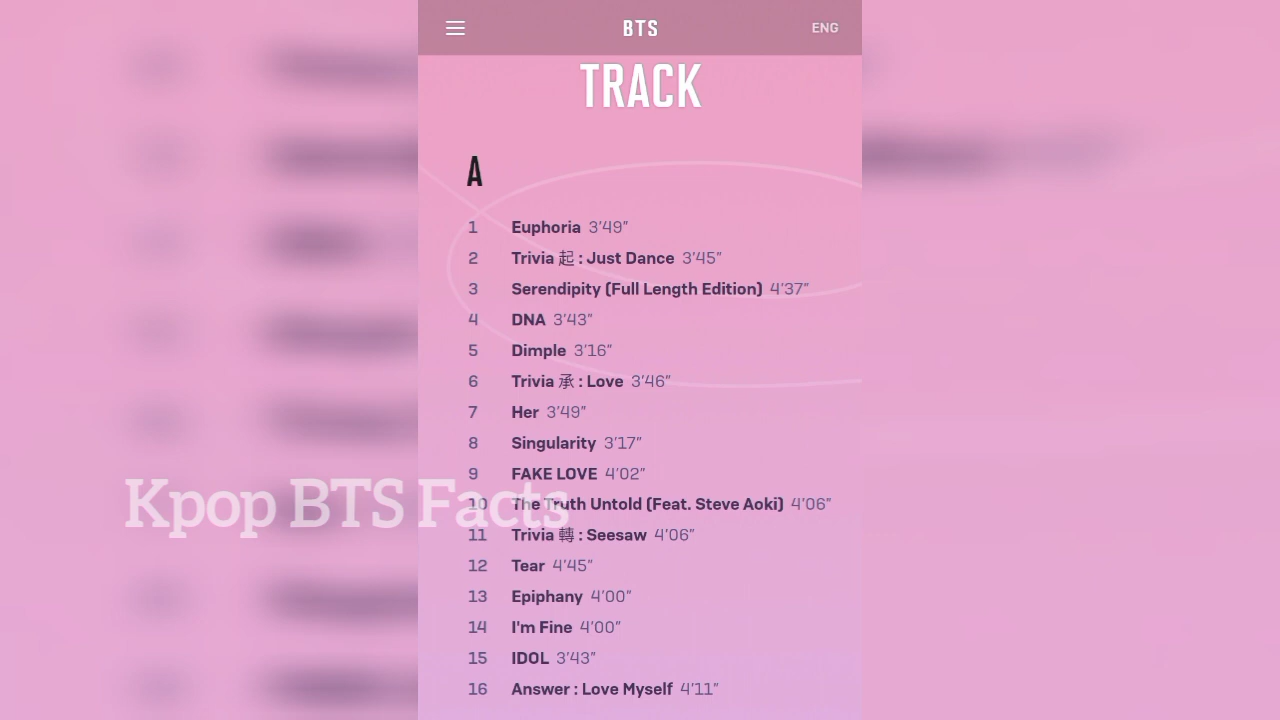 BTS
ENG
TRACK
A
1 Euphoria 3'49"
2 Trivia 起 : Just Dance 3'45"
3 Serendipity (Full Length Edition) 4'37"
4 DNA 3'43"
5 Dimple 3'16"
6 Trivia 承 : Love 3'46"
7 Her 3'49"
8 Singularity 3'17"
9 FAKE LOVE 4'02"
10 The Truth Untold (Feat. Steve Aoki) 4'06"
11 Trivia 轉 : Seesaw 4'06"
12 Tear 4'45"
13 Epiphany 4'00"
14 I'm Fine 4'00"
15 IDOL 3'43"
16 Answer : Love Myself 4'11"
Kpop BTS Facts